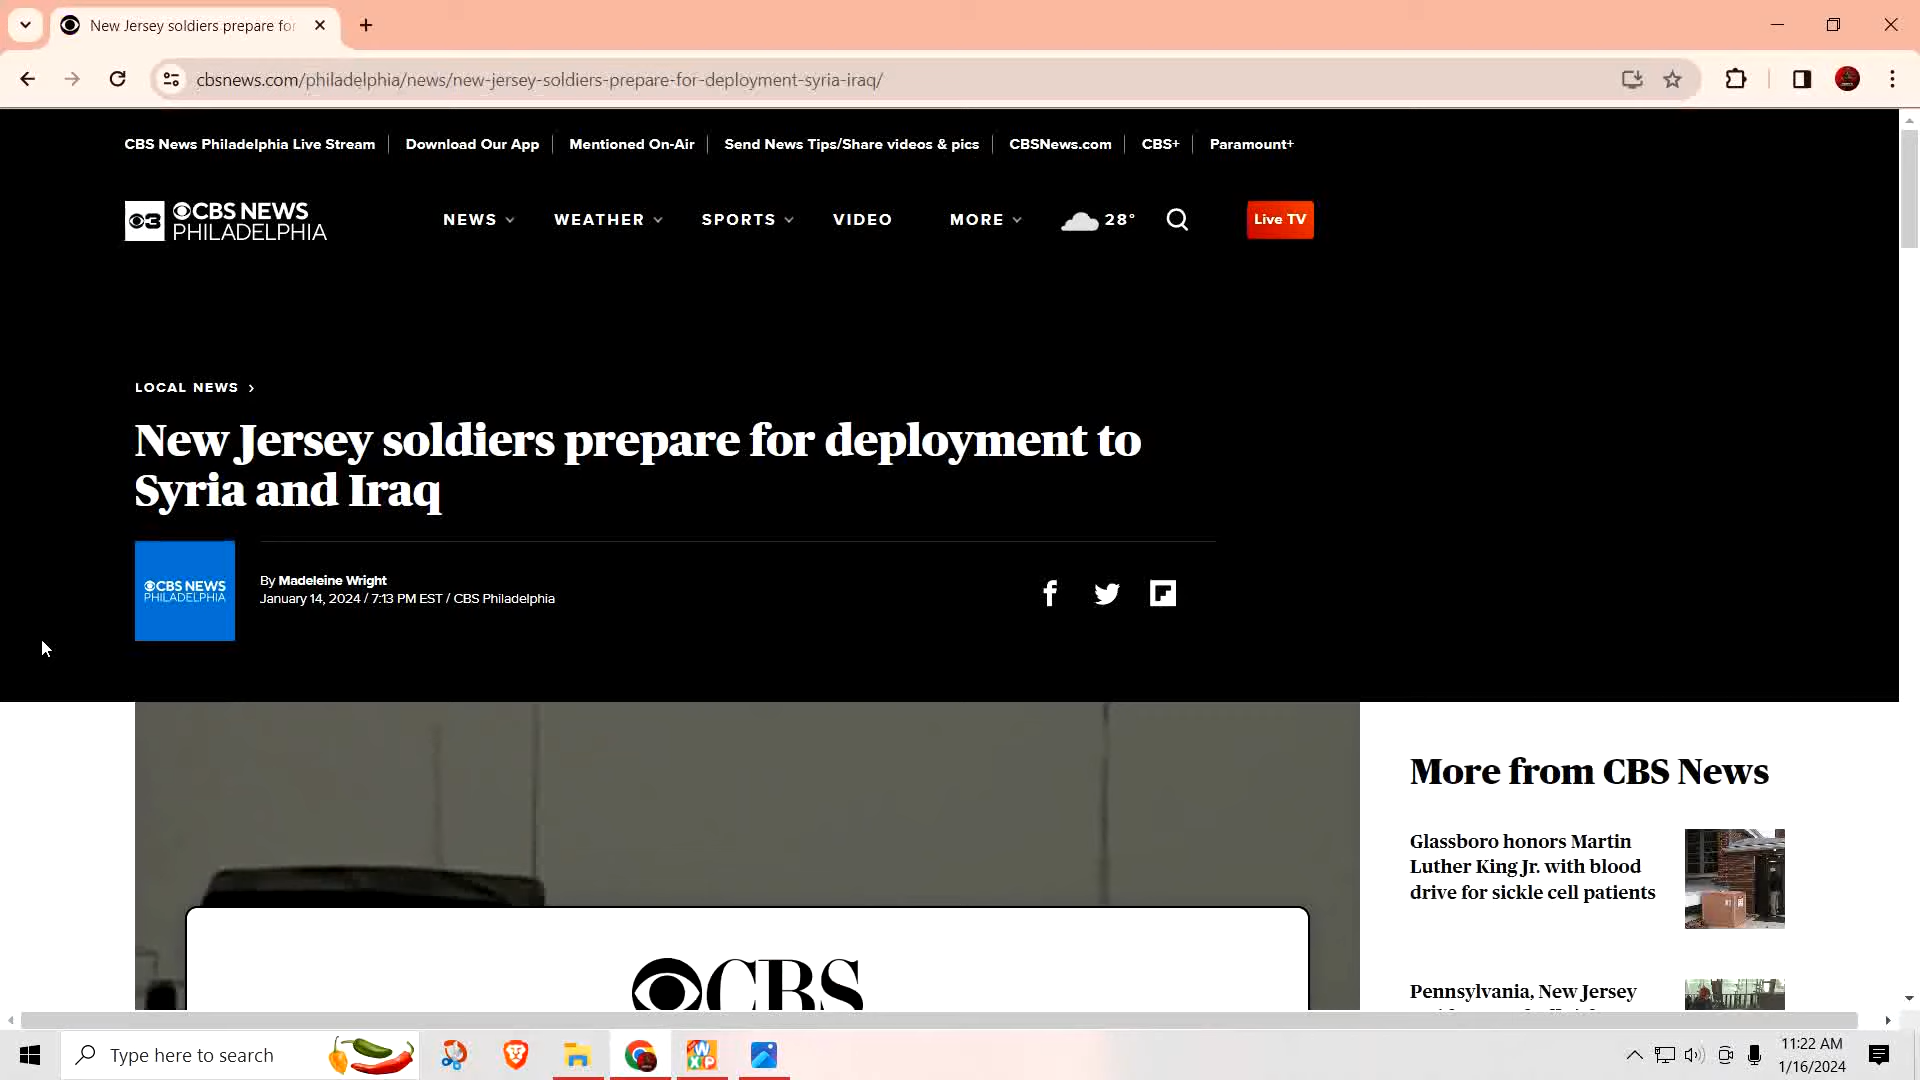 New Jersey soldiers prepare for
cbsnews.com/philadelphia/news/new-jersey-soldiers-prepare-for-deployment-syria-iraq/
CBS News Philadelphia Live Stream
Download Our App
Mentioned On-Air
Send News Tips/Share videos & pics
CBSNews.com
CBS+
Paramount+
3
CBS NEWS
PHILADELPHIA
NEWS
WEATHER
SPORTS
VIDEO
MORE
28°
Live TV
LOCAL NEWS
New Jersey soldiers prepare for deployment to
Syria and Iraq
CBS NEWS
PHILADELPHIA
By Madeleine Wright
January 14, 2024 / 7:13 PM EST / CBS Philadelphia
More from CBS News
Glassboro honors Martin
Luther King Jr. with blood
drive for sickle cell patients
Pennsylvania, New Jersey
CBS
Type here to search
11:22 AM
1/16/2024